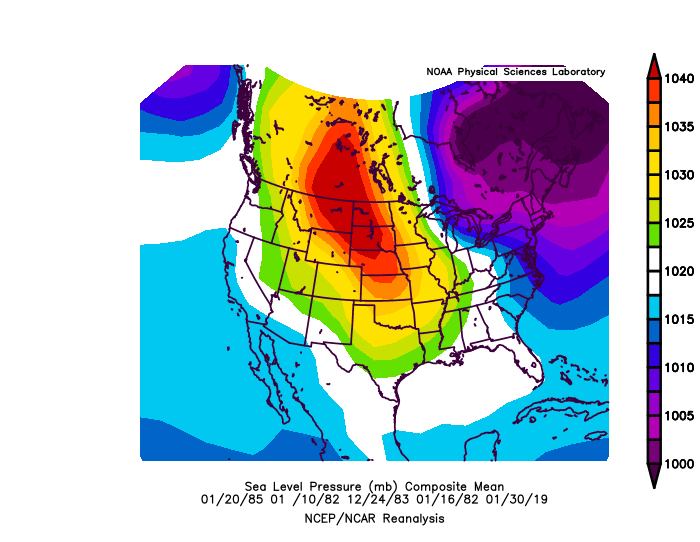 NOAA Physical Sciences Laboratory
1040
1035
1030
1025
1020
1015
1010
1005
1000
Sea Level Pressure (mb) Composite Mean
01/20/85 01 /10/82 12/24/83 01/16/82 01/30/19
NCEP/NCAR Reanalysis